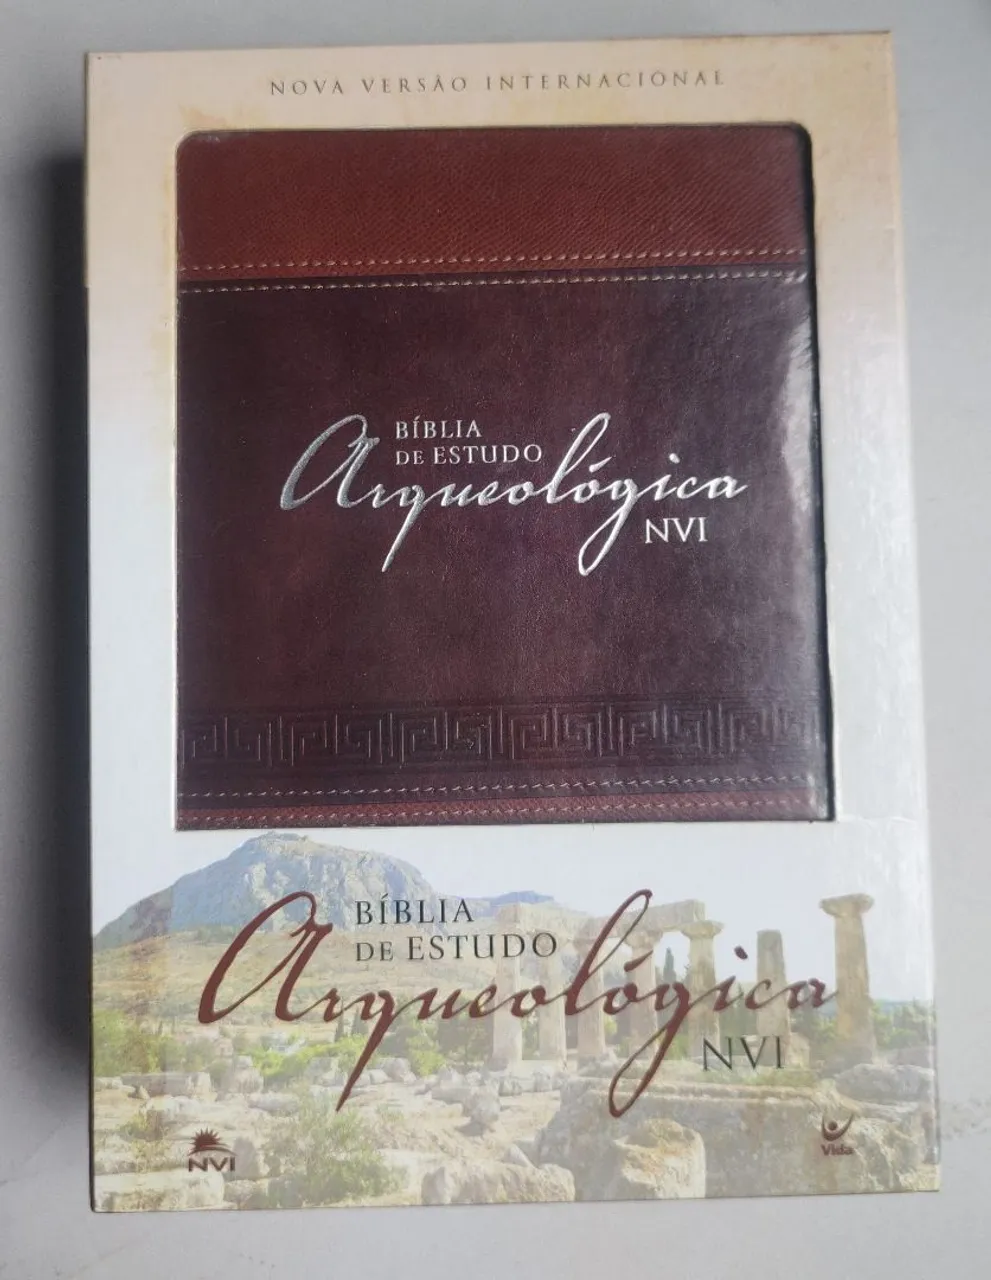 NOVA VERSÃO INTERNACIONAL
BÍBLIA
DE ESTUDO
Arqueológica
NVI
BÍBLIA
DE ESTUDO
Arqueológica
NVI
NVI
Vida